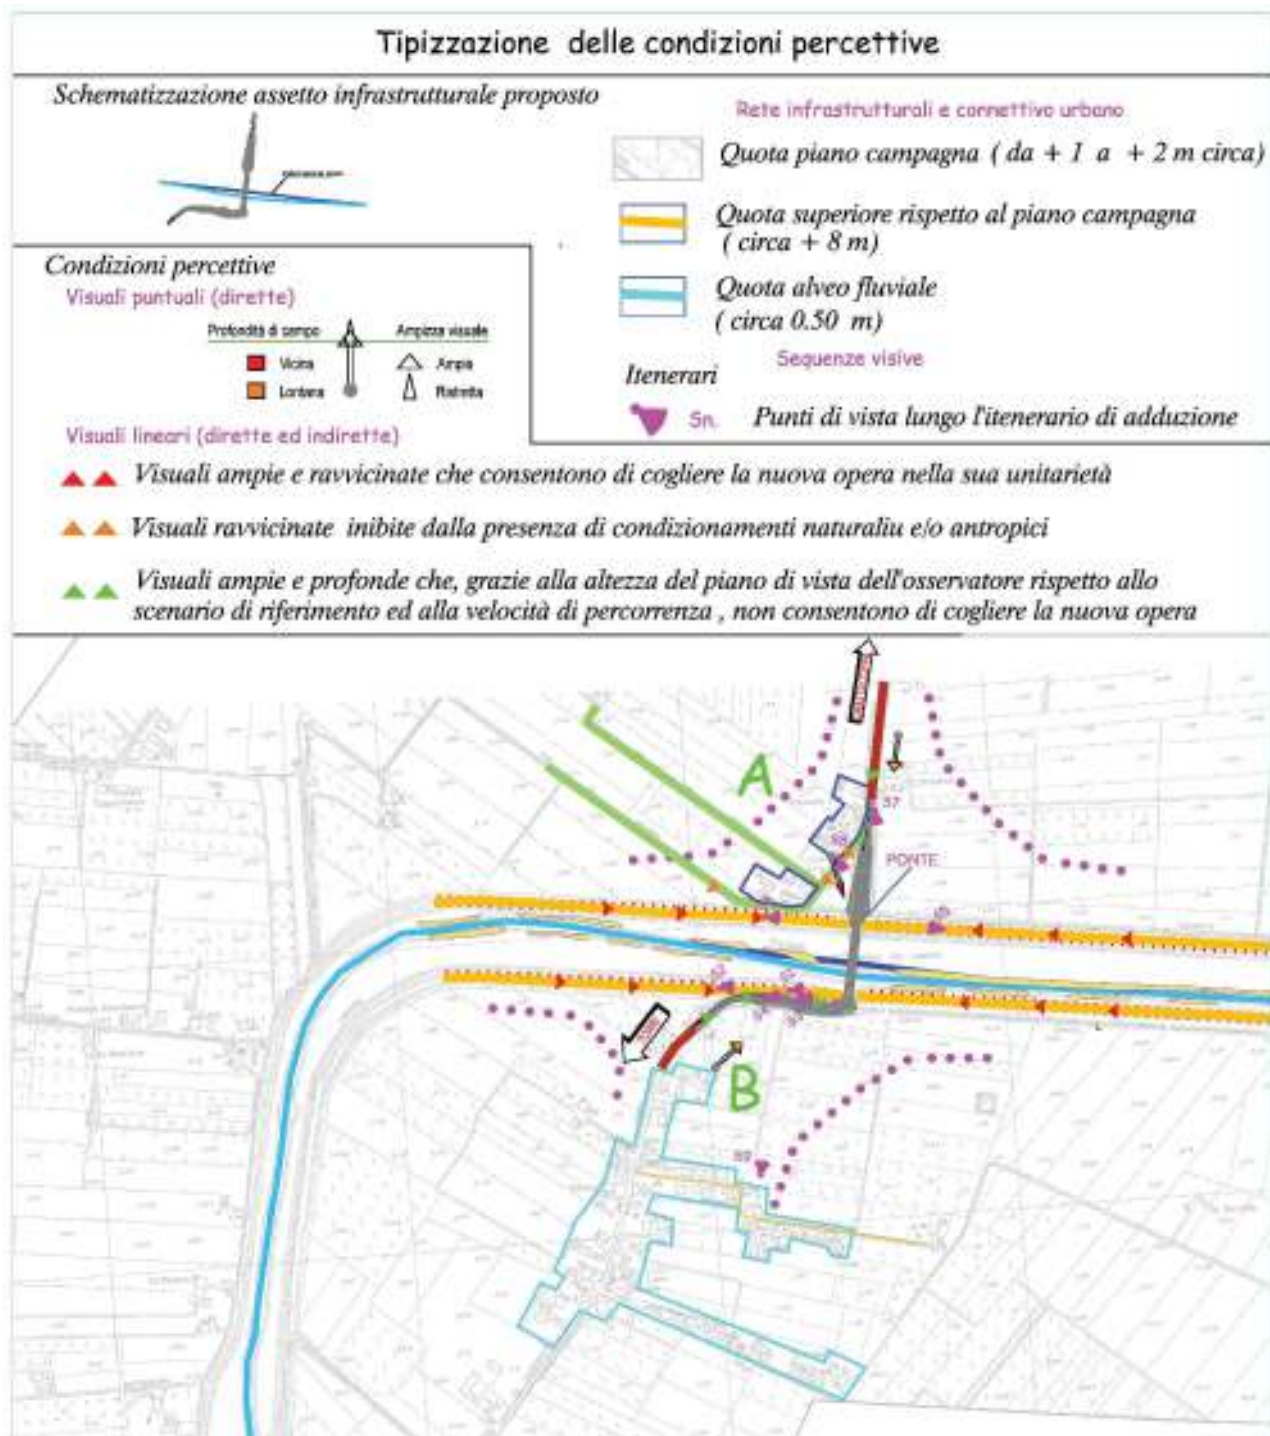 Tipizzazione delle condizioni percettive
Schematizzazione assetto infrastrutturale proposto
Rete infrastrutturali e connettivo urbano
Quota piano campagna ( da + 1 a + 2 m circa)
Quota superiore rispetto al piano campagna
( circa + 8 m)
Quota alveo fluviale
( circa 0.50 m)
Sequenze visive
Itenerari
Sn.
Punti di vista lungo l'itenerario di adduzione
Condizioni percettive
Visuali puntuali (dirette)
Profondità di campo
Ampizza visuale
Vicina
Ampia
Lontana
Ristretta
Visuali lineari (dirette ed indirette)
Visuali ampie e ravvicinate che consentono di cogliere la nuova opera nella sua unitarietà
Visuali ravvicinate inibite dalla presenza di condizionamenti naturaliu e/o antropici
Visuali ampie e profonde che, grazie alla altezza del piano di vista dell'osservatore rispetto allo
scenario di riferimento ed alla velocità di percorrenza , non consentono di cogliere la nuova opera
A
S7
PONTE
B